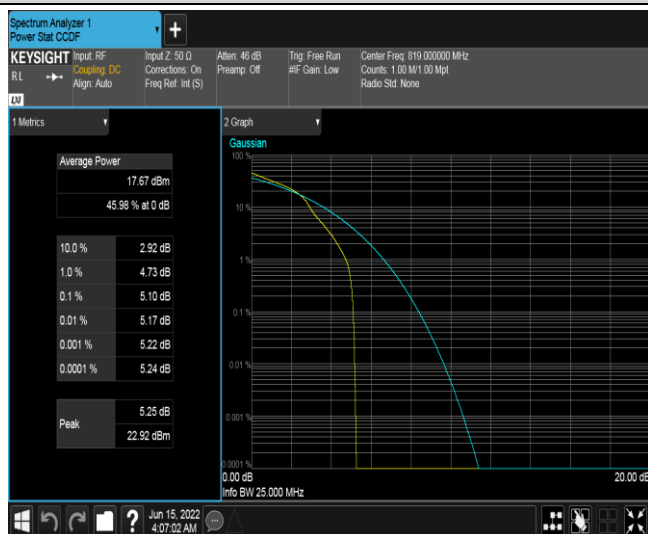 Spectrum Analyzer 1
Power Stat CCDF
+
KEYSIGHT
RL
LXI
Input: RF
Coupling: DC
Align: Auto
Input Z: 50 Ω
Corrections: On
Freq Ref: Int (S)
Atten: 46 dB
Preamp: Off
Trig: Free Run
#IF Gain: Low
Center Freq: 819.000000 MHz
Counts: 1.00 M/1.00 Mpt
Radio Std: None
1 Metrics
Average Power
17.67 dBm
45.98 % at 0 dB
10.0 % 2.92 dB
1.0 % 4.73 dB
0.1 % 5.10 dB
0.01 % 5.17 dB
0.001 % 5.22 dB
0.0001 % 5.24 dB
Peak
5.25 dB
22.92 dBm
2 Graph
Gaussian
100 %
10 %
1 %
0.1 %
0.01 %
0.001 %
0.0001 %
0.00 dB 20.00 dB
Info BW 25.000 MHz
?
Jun 15, 2022
4:07:02 AM